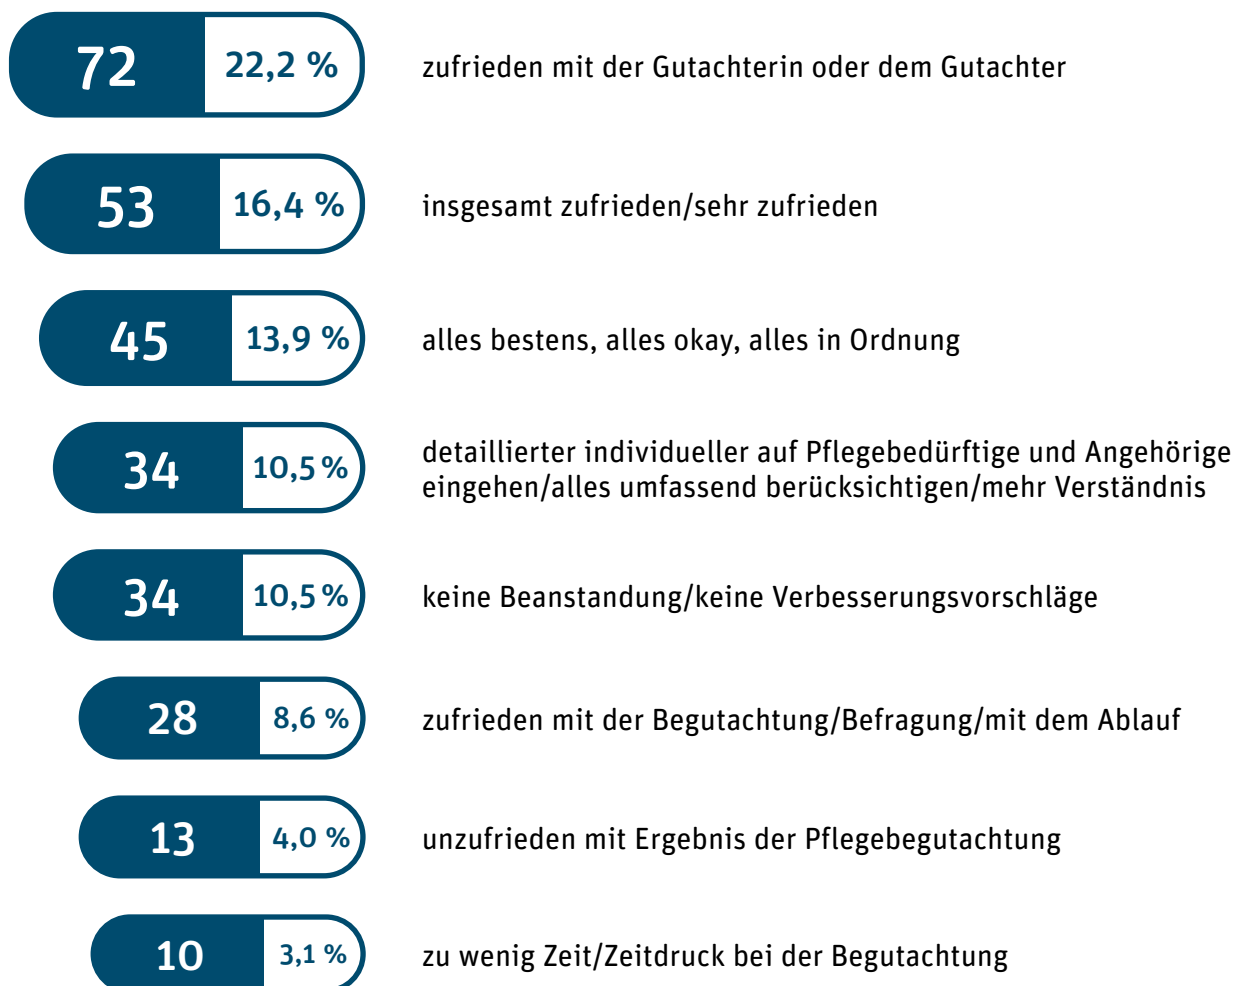 72 22,2 % zufrieden mit der Gutachterin oder dem Gutachter
53 16,4 % insgesamt zufrieden/sehr zufrieden
45 13,9 % alles bestens, alles okay, alles in Ordnung
34 10,5 % detaillierter individueller auf Pflegebedürftige und Angehörige
eingehen/alles umfassend berücksichtigen/mehr Verständnis
34 10,5 % keine Beanstandung/keine Verbesserungsvorschläge
28 8,6 % zufrieden mit der Begutachtung/Befragung/mit dem Ablauf
13 4,0 % unzufrieden mit Ergebnis der Pflegebegutachtung
10 3,1 % zu wenig Zeit/Zeitdruck bei der Begutachtung